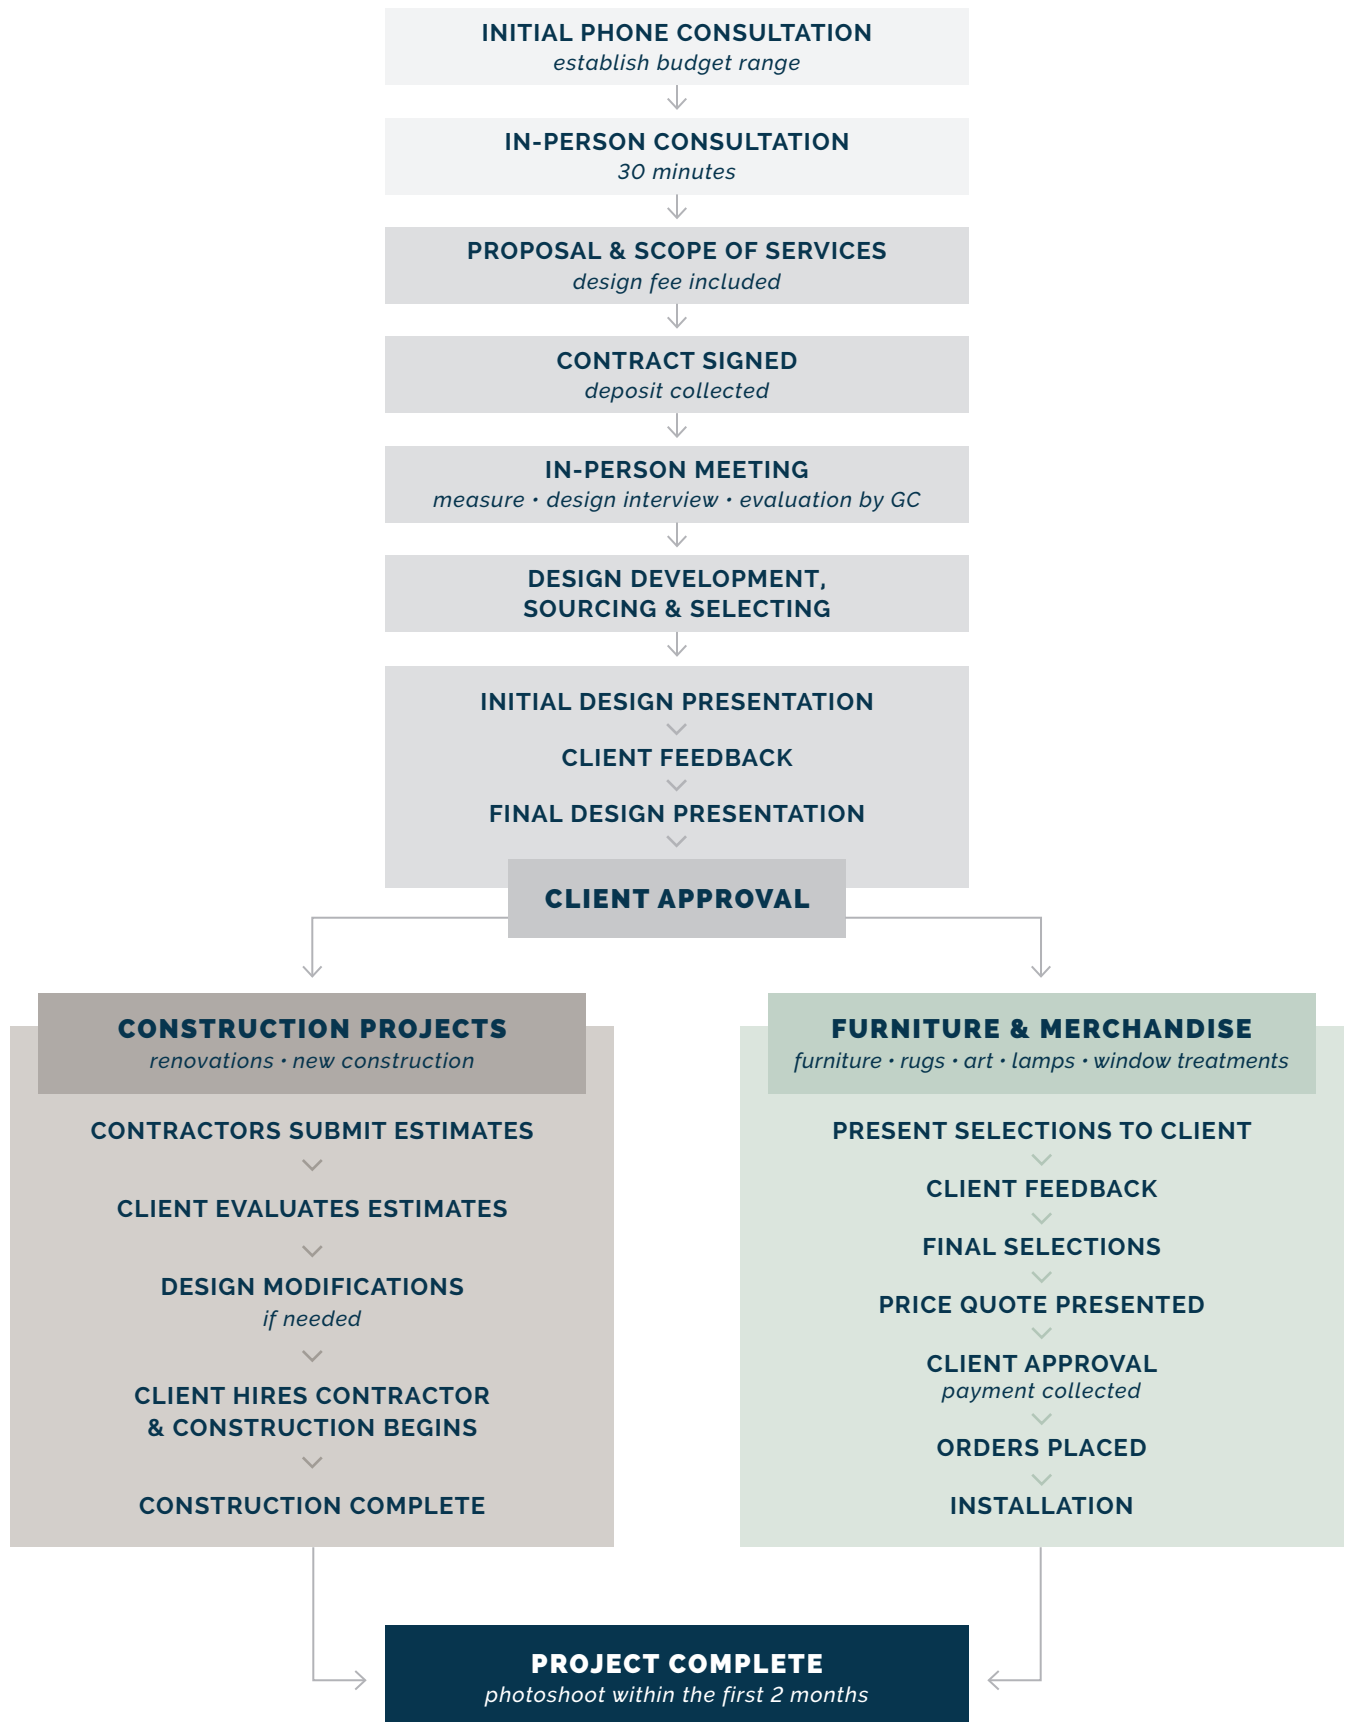 INITIAL PHONE CONSULTATION
establish budget range
IN-PERSON CONSULTATION
30 minutes
PROPOSAL & SCOPE OF SERVICES
design fee included
CONTRACT SIGNED
deposit collected
IN-PERSON MEETING
measure • design interview • evaluation by GC
DESIGN DEVELOPMENT,
SOURCING & SELECTING
INITIAL DESIGN PRESENTATION
CLIENT FEEDBACK
FINAL DESIGN PRESENTATION
CLIENT APPROVAL
CONSTRUCTION PROJECTS
renovations • new construction
CONTRACTORS SUBMIT ESTIMATES
CLIENT EVALUATES ESTIMATES
DESIGN MODIFICATIONS
if needed
CLIENT HIRES CONTRACTOR
& CONSTRUCTION BEGINS
CONSTRUCTION COMPLETE
FURNITURE & MERCHANDISE
furniture • rugs • art • lamps • window treatments
PRESENT SELECTIONS TO CLIENT
CLIENT FEEDBACK
FINAL SELECTIONS
PRICE QUOTE PRESENTED
CLIENT APPROVAL
payment collected
ORDERS PLACED
INSTALLATION
PROJECT COMPLETE
photoshoot within the first 2 months